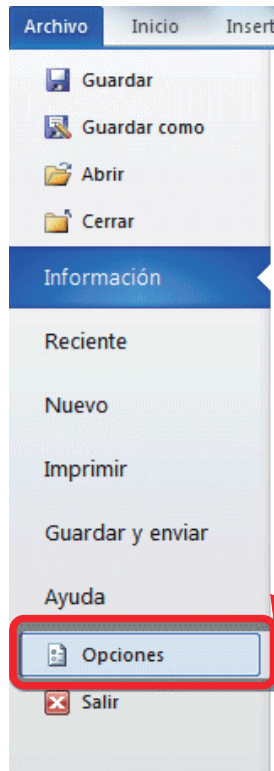 Archivo Inicio Insert
Guardar
Guardar como
Abrir
Cerrar
Información
Reciente
Nuevo
Imprimir
Guardar y enviar
Ayuda
Opciones
Salir